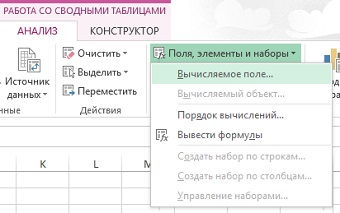 РАБОТА СО СВОДНЫМИ ТАБЛИЦАМИ
АНАЛИЗ
КОНСТРУКТОР
Источник
данных
Очистить
Выделить
Переместить
Действия
Поля, элементы и наборы
Вычисляемое поле...
Вычисляемый объект...
Порядок вычислений...
Вывести формулы
Создать набор по строкам...
Создать набор по столбцам...
Управление наборами...
K
L
M